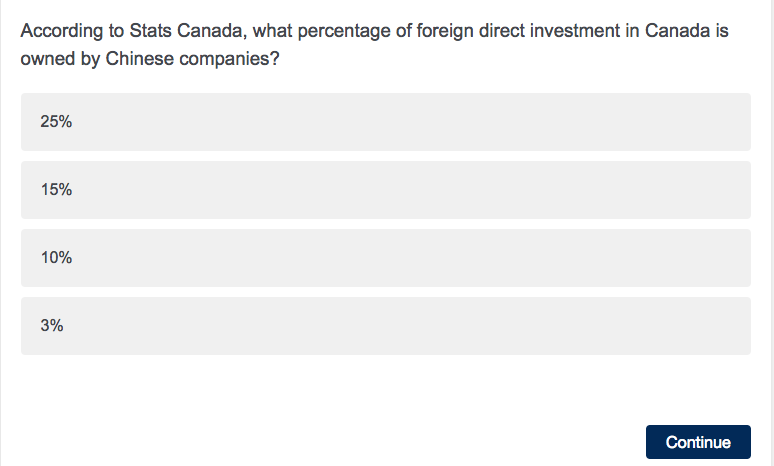 According to Stats Canada, what percentage of foreign direct investment in Canada is
owned by Chinese companies?
25%
15%
10%
3%
Continue